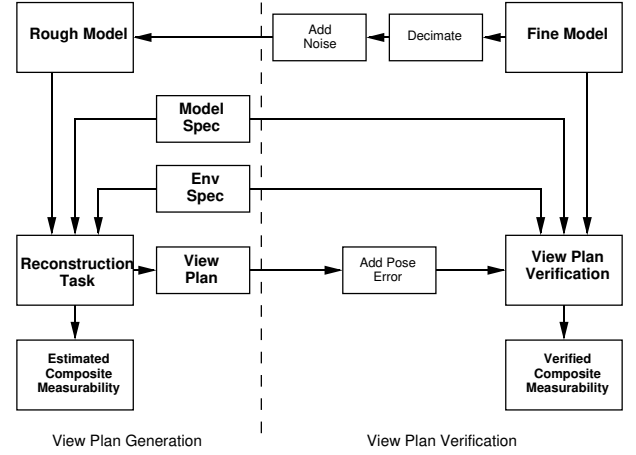 Rough Model
Add
Noise
Decimate
Fine Model
Model
Spec
Env
Spec
Reconstruction
Task
View
Plan
Add Pose
Error
View Plan
Verification
Estimated
Composite
Measurability
Verified
Composite
Measurability
View Plan Generation
View Plan Verification